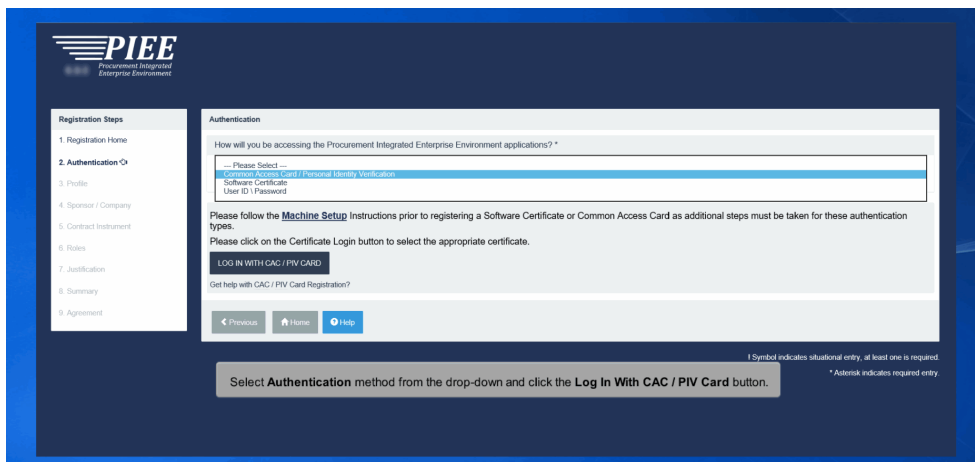 PIEE
Procurement Integrated
Enterprise Environment
Registration Steps
1. Registration Home
2. Authentication
3. Profile
4. Sponsor / Company
5. Contract Instrument
6. Roles
7. Justification
8. Summary
9. Agreement
Authentication
How will you be accessing the Procurement Integrated Enterprise Environment applications? *
--- Please Select ---
Common Access Card / Personal Identity Verification
Software Certificate
User ID \ Password
Please follow the Machine Setup Instructions prior to registering a Software Certificate or Common Access Card as additional steps must be taken for these authentication
types.
Please click on the Certificate Login button to select the appropriate certificate.
LOG IN WITH CAC / PIV CARD
Get help with CAC / PIV Card Registration?
Previous Home Help
! Symbol indicates situational entry, at least one is required.
* Asterisk indicates required entry.
Select Authentication method from the drop-down and click the Log In With CAC / PIV Card button.